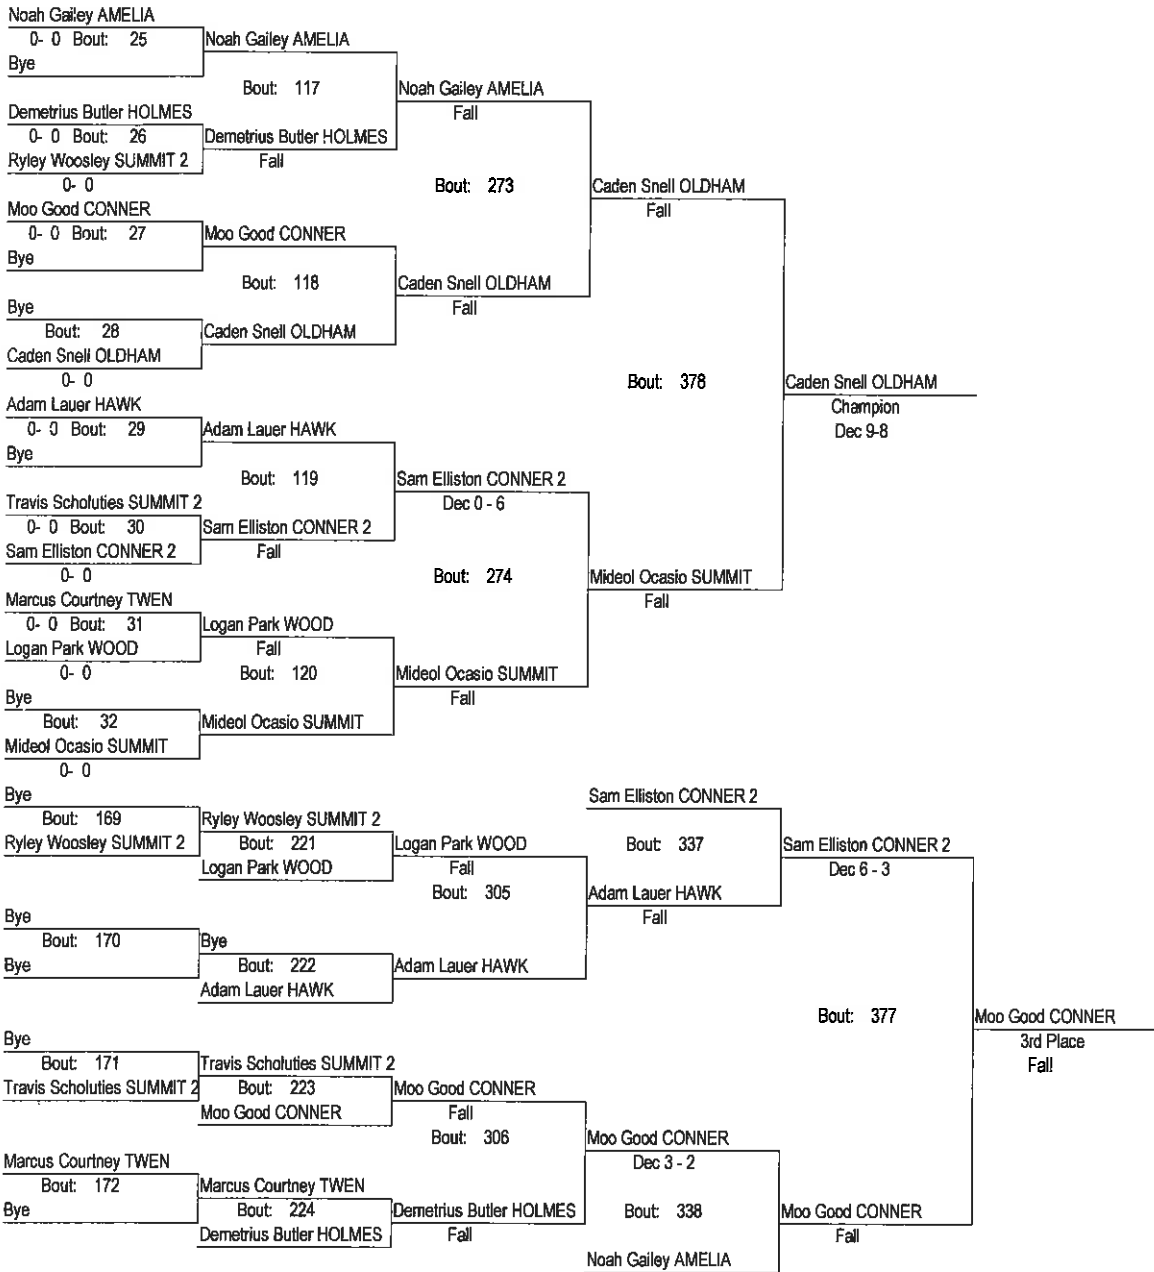 Noah Gailey AMELIA
0- 0 Bout: 25
Bye
Noah Gailey AMELIA
Bout: 117
Demetrius Butler HOLMES
0- 0 Bout: 26
Ryley Woosley SUMMIT 2
0- 0
Demetrius Butler HOLMES
Fall
Noah Gailey AMELIA
Fall
Bout: 273
Moo Good CONNER
0- 0 Bout: 27
Bye
Moo Good CONNER
Bout: 118
Bye
Bout: 28
Caden Snell OLDHAM
0- 0
Caden Snell OLDHAM
Caden Snell OLDHAM
Fall
Caden Snell OLDHAM
Fall
Bout: 378
Caden Snell OLDHAM
Champion
Dec 9-8
Adam Lauer HAWK
0- 0 Bout: 29
Bye
Adam Lauer HAWK
Bout: 119
Travis Scholuties SUMMIT 2
0- 0 Bout: 30
Sam Elliston CONNER 2
0- 0
Sam Elliston CONNER 2
Fall
Sam Elliston CONNER 2
Dec 0 - 6
Bout: 274
Marcus Courtney TWEN
0- 0 Bout: 31
Logan Park WOOD
0- 0
Logan Park WOOD
Fall
Bout: 120
Bye
Bout: 32
Mideol Ocasio SUMMIT
0- 0
Mideol Ocasio SUMMIT
Mideol Ocasio SUMMIT
Fall
Mideol Ocasio SUMMIT
Fall
Bye
Bout: 169
Ryley Woosley SUMMIT 2
Ryley Woosley SUMMIT 2
Bout: 221
Logan Park WOOD
Logan Park WOOD
Fall
Bout: 305
Bye
Bout: 170
Bye
Bye
Bout: 222
Adam Lauer HAWK
Adam Lauer HAWK
Sam Elliston CONNER 2
Bout: 337
Adam Lauer HAWK
Fall
Sam Elliston CONNER 2
Dec 6 - 3
Bout: 377
Moo Good CONNER
3rd Place
Fall
Bye
Bout: 171
Travis Scholuties SUMMIT 2
Travis Scholuties SUMMIT 2
Bout: 223
Moo Good CONNER
Moo Good CONNER
Fall
Bout: 306
Marcus Courtney TWEN
Bout: 172
Bye
Marcus Courtney TWEN
Bout: 224
Demetrius Butler HOLMES
Demetrius Butler HOLMES
Fall
Moo Good CONNER
Dec 3 - 2
Bout: 338
Noah Gailey AMELIA
Moo Good CONNER
Fall